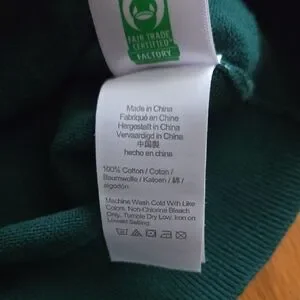 FAIR TRADE
CERTIFIED
FACTORY
Made in China
Fabriqué en China
Hergestellt in China
Vervaardigd in China
中国製
hecho en china
100% Cotton / Coton /
Baumwolle / Katoen / 綿 /
algodón
Machine Wash Cold With Like
Colors. Non-Chlorine Bleach
Only. Tumble Dry Low. Iron on
Lowest Setting.